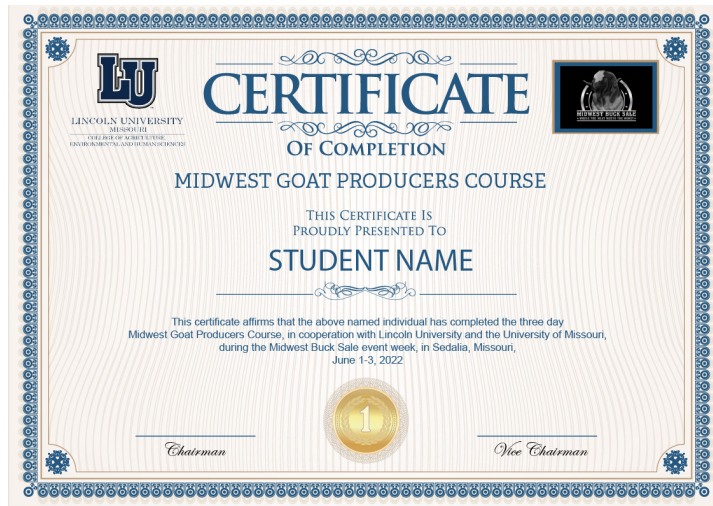 LU
LINCOLN UNIVERSITY
MISSOURI
COLLEGE OF AGRICULTURE,
ENVIRONMENTAL AND HUMAN SCIENCES
CERTIFICATE
MIDWEST BUCK SALE
OF COMPLETION
MIDWEST GOAT PRODUCERS COURSE
THIS CERTIFICATE IS
PROUDLY PRESENTED TO
STUDENT NAME
This certificate affirms that the above named individual has completed the three day
Midwest Goat Producers Course, in cooperation with Lincoln University and the University of Missouri,
during the Midwest Buck Sale event week, in Sedalia, Missouri,
June 1-3, 2022
1
Chairman
Vice Chairman